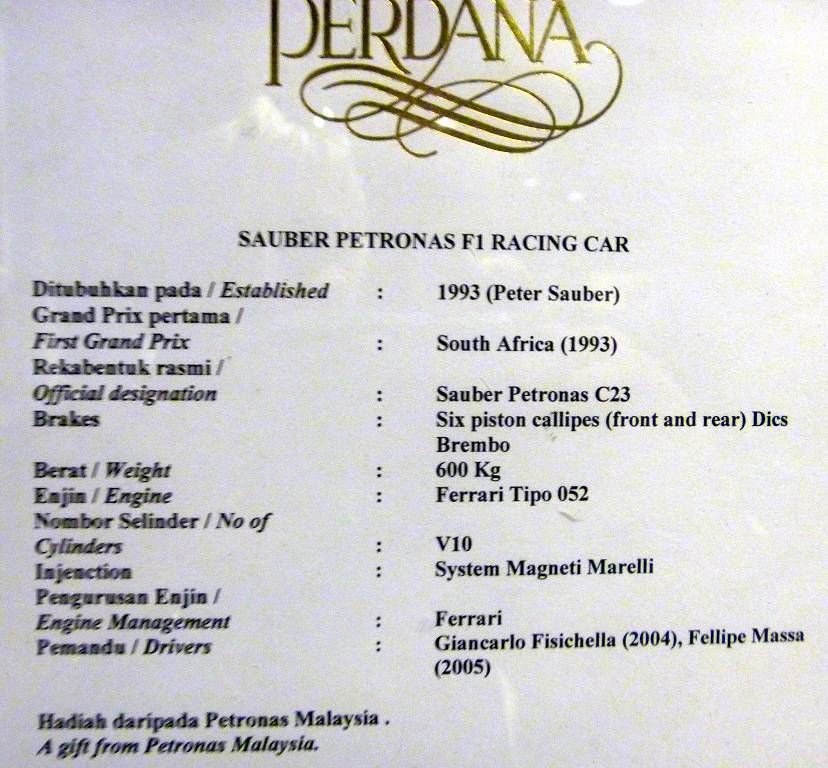 PERDANA
SAUBER PETRONAS F1 RACING CAR
Ditubuhkan pada / Established : 1993 (Peter Sauber)
Grand Prix pertama /
First Grand Prix : South Africa (1993)
Rekabentuk rasmi /
Official designation : Sauber Petronas C23
Brakes : Six piston callipes (front and rear) Dics
Brembo
Berat / Weight : 600 Kg
Enjin / Engine : Ferrari Tipo 052
Nombor Selinder / No of
Cylinders : V10
Injenction : System Magneti Marelli
Pengurusan Enjin /
Engine Management : Ferrari
Pemandu / Drivers : Giancarlo Fisichella (2004), Fellipe Massa
(2005)
Hadiah daripada Petronas Malaysia .
A gift from Petronas Malaysia.